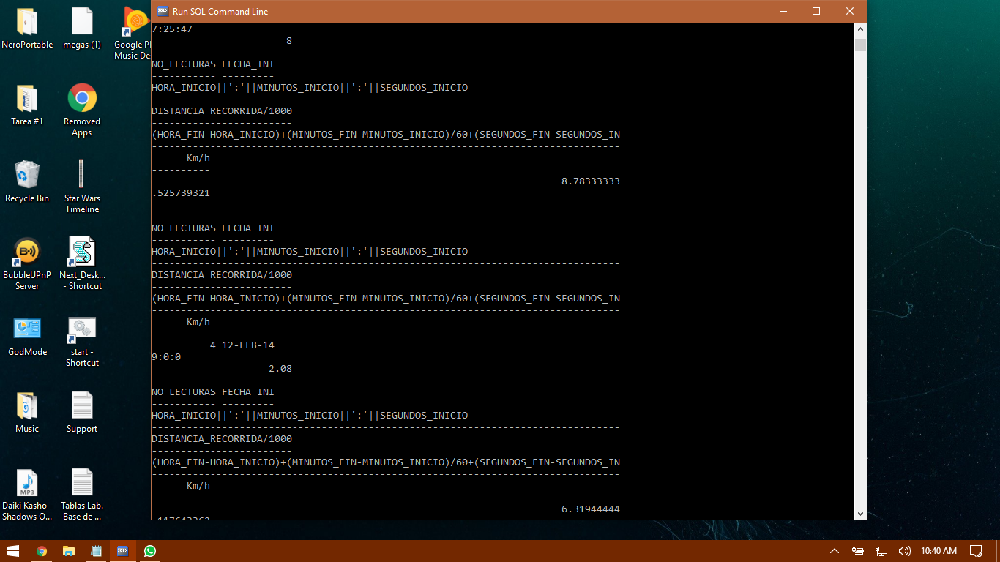 NeroPortable
megas (1)
Google Pl
Music De
Tarea #1
Removed
Apps
Recycle Bin
Star Wars
Timeline
BubbleUPnP
Server
Next_Desk...
- Shortcut
GodMode
start -
Shortcut
Music
Support
MP3
Daiki Kasho -
Shadows O...
Tablas Lab.
Base de ...
SQL
Run SQL Command Line
7:25:47
8
NO_LECTURAS FECHA_INI
----------- ---------
HORA_INICIO||':'||MINUTOS_INICIO||':'||SEGUNDOS_INICIO
--------------------------------------------------------------------------------
DISTANCIA_RECORRIDA/1000
------------------------
(HORA_FIN-HORA_INICIO)+(MINUTOS_FIN-MINUTOS_INICIO)/60+(SEGUNDOS_FIN-SEGUNDOS_IN
--------------------------------------------------------------------------------
Km/h
----------
8.78333333
.525739321
NO_LECTURAS FECHA_INI
----------- ---------
HORA_INICIO||':'||MINUTOS_INICIO||':'||SEGUNDOS_INICIO
--------------------------------------------------------------------------------
DISTANCIA_RECORRIDA/1000
------------------------
(HORA_FIN-HORA_INICIO)+(MINUTOS_FIN-MINUTOS_INICIO)/60+(SEGUNDOS_FIN-SEGUNDOS_IN
--------------------------------------------------------------------------------
Km/h
----------
4 12-FEB-14
9:0:0
2.08
NO_LECTURAS FECHA_INI
----------- ---------
HORA_INICIO||':'||MINUTOS_INICIO||':'||SEGUNDOS_INICIO
--------------------------------------------------------------------------------
DISTANCIA_RECORRIDA/1000
------------------------
(HORA_FIN-HORA_INICIO)+(MINUTOS_FIN-MINUTOS_INICIO)/60+(SEGUNDOS_FIN-SEGUNDOS_IN
--------------------------------------------------------------------------------
Km/h
----------
6.31944444
SQL
10:40 AM